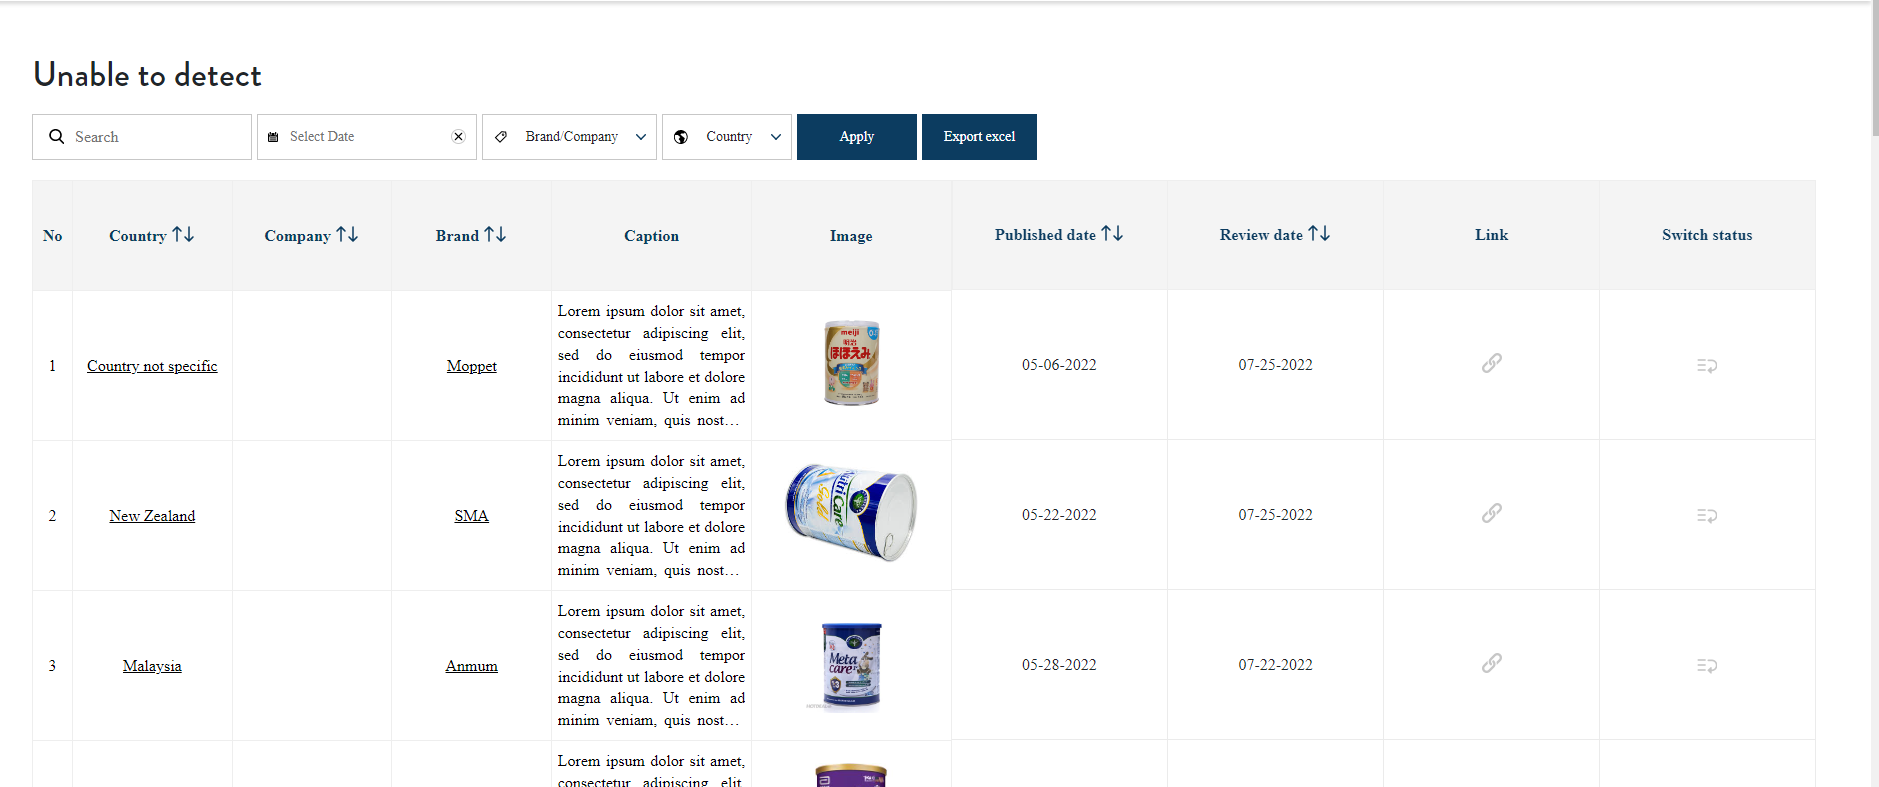 Unable to detect
Search
Select Date
Brand/Company
Country
Apply
Export excel
No
Country
Company
Brand
Caption
Image
Published date
Review date
Link
Switch status
1
Country not specific
Moppet
Lorem ipsum dolor sit amet,
consectetur adipiscing elit,
sed do eiusmod tempor
incididunt ut labore et dolore
magna aliqua. Ut enim ad
minim veniam, quis nost…
meiji
明治
ほほえみ
05-06-2022
07-25-2022
2
New Zealand
SMA
Lorem ipsum dolor sit amet,
consectetur adipiscing elit,
sed do eiusmod tempor
incididunt ut labore et dolore
magna aliqua. Ut enim ad
minim veniam, quis nost…
NutriCare
Gold
05-22-2022
07-25-2022
3
Malaysia
Anmum
Lorem ipsum dolor sit amet,
consectetur adipiscing elit,
sed do eiusmod tempor
incididunt ut labore et dolore
magna aliqua. Ut enim ad
minim veniam, quis nost…
Meta
care
05-28-2022
07-22-2022
Lorem ipsum dolor sit amet,
consectetur adipiscing elit,